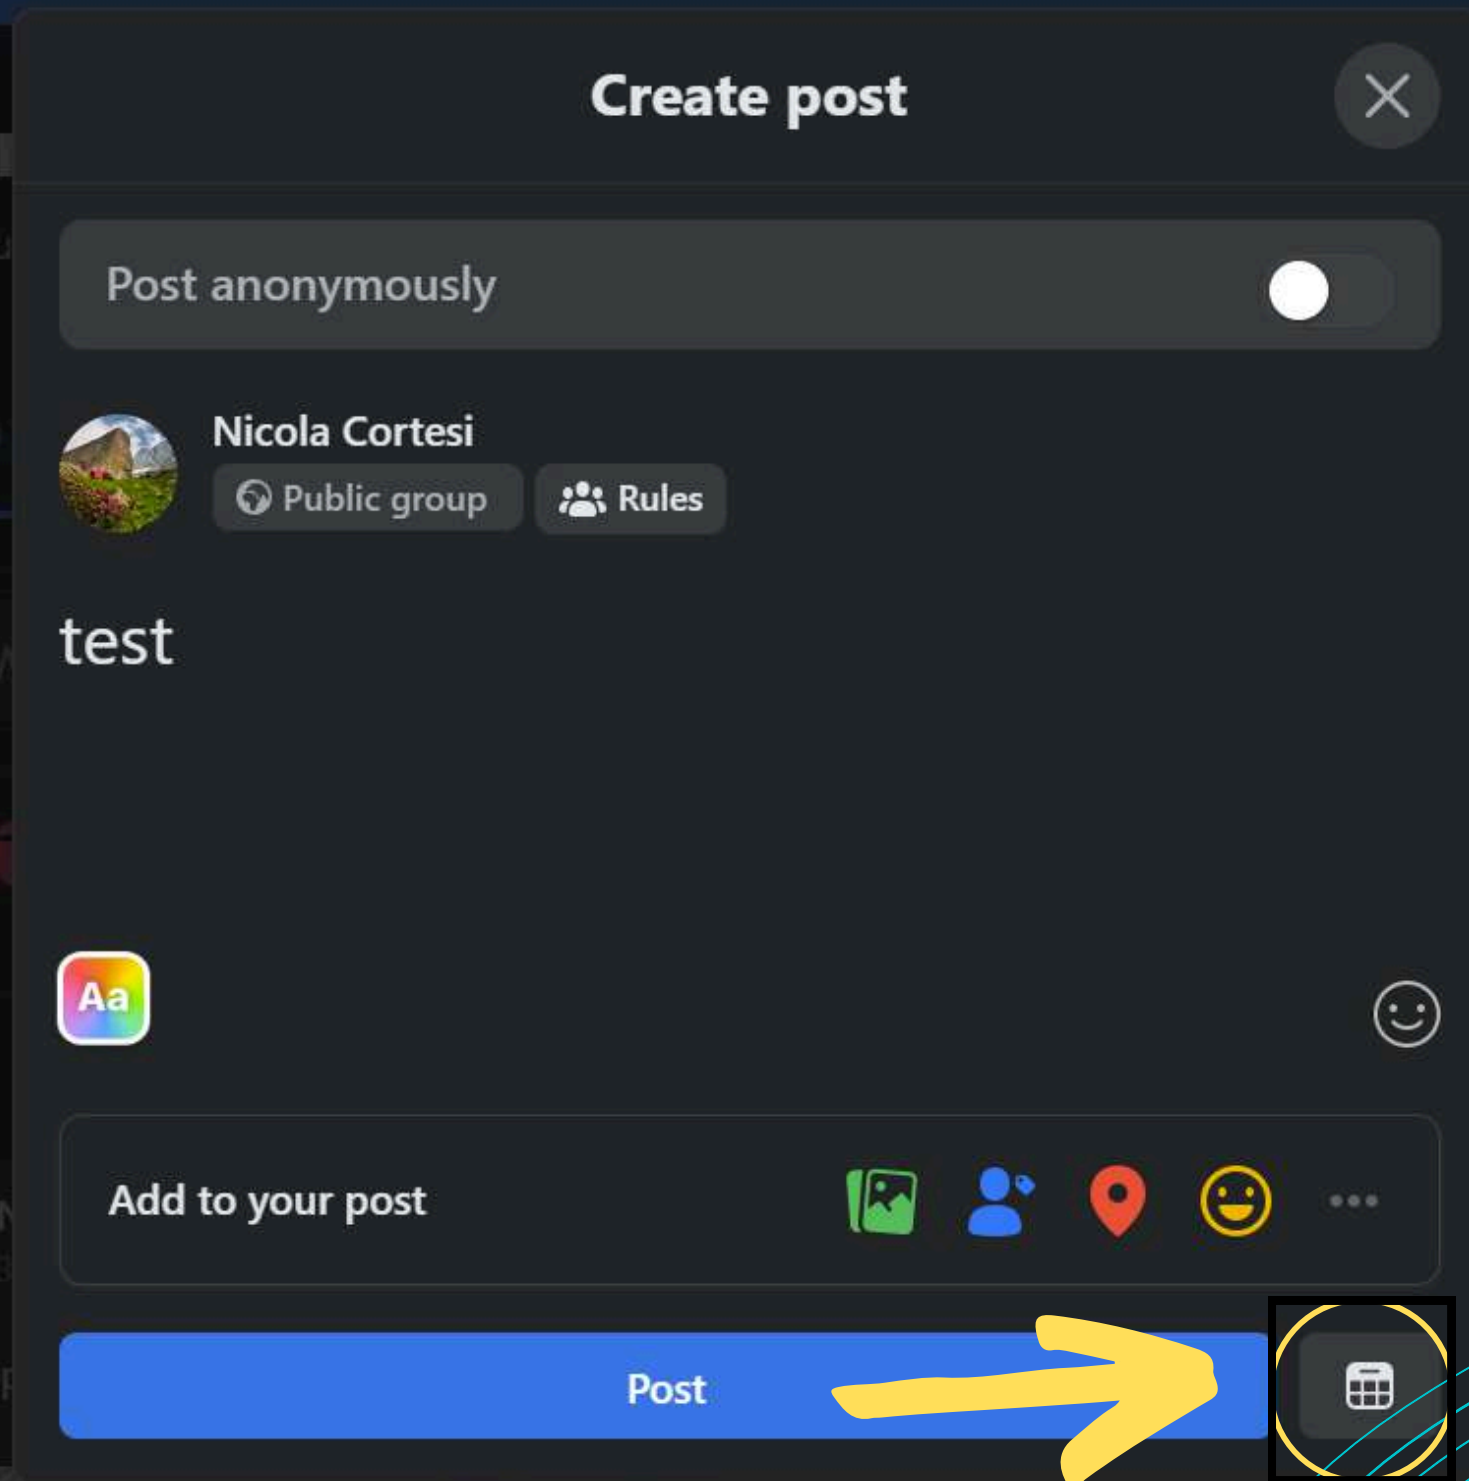 Create post
Post anonymously
Nicola Cortesi
Public group
Rules
test
Aa
Add to your post
Post